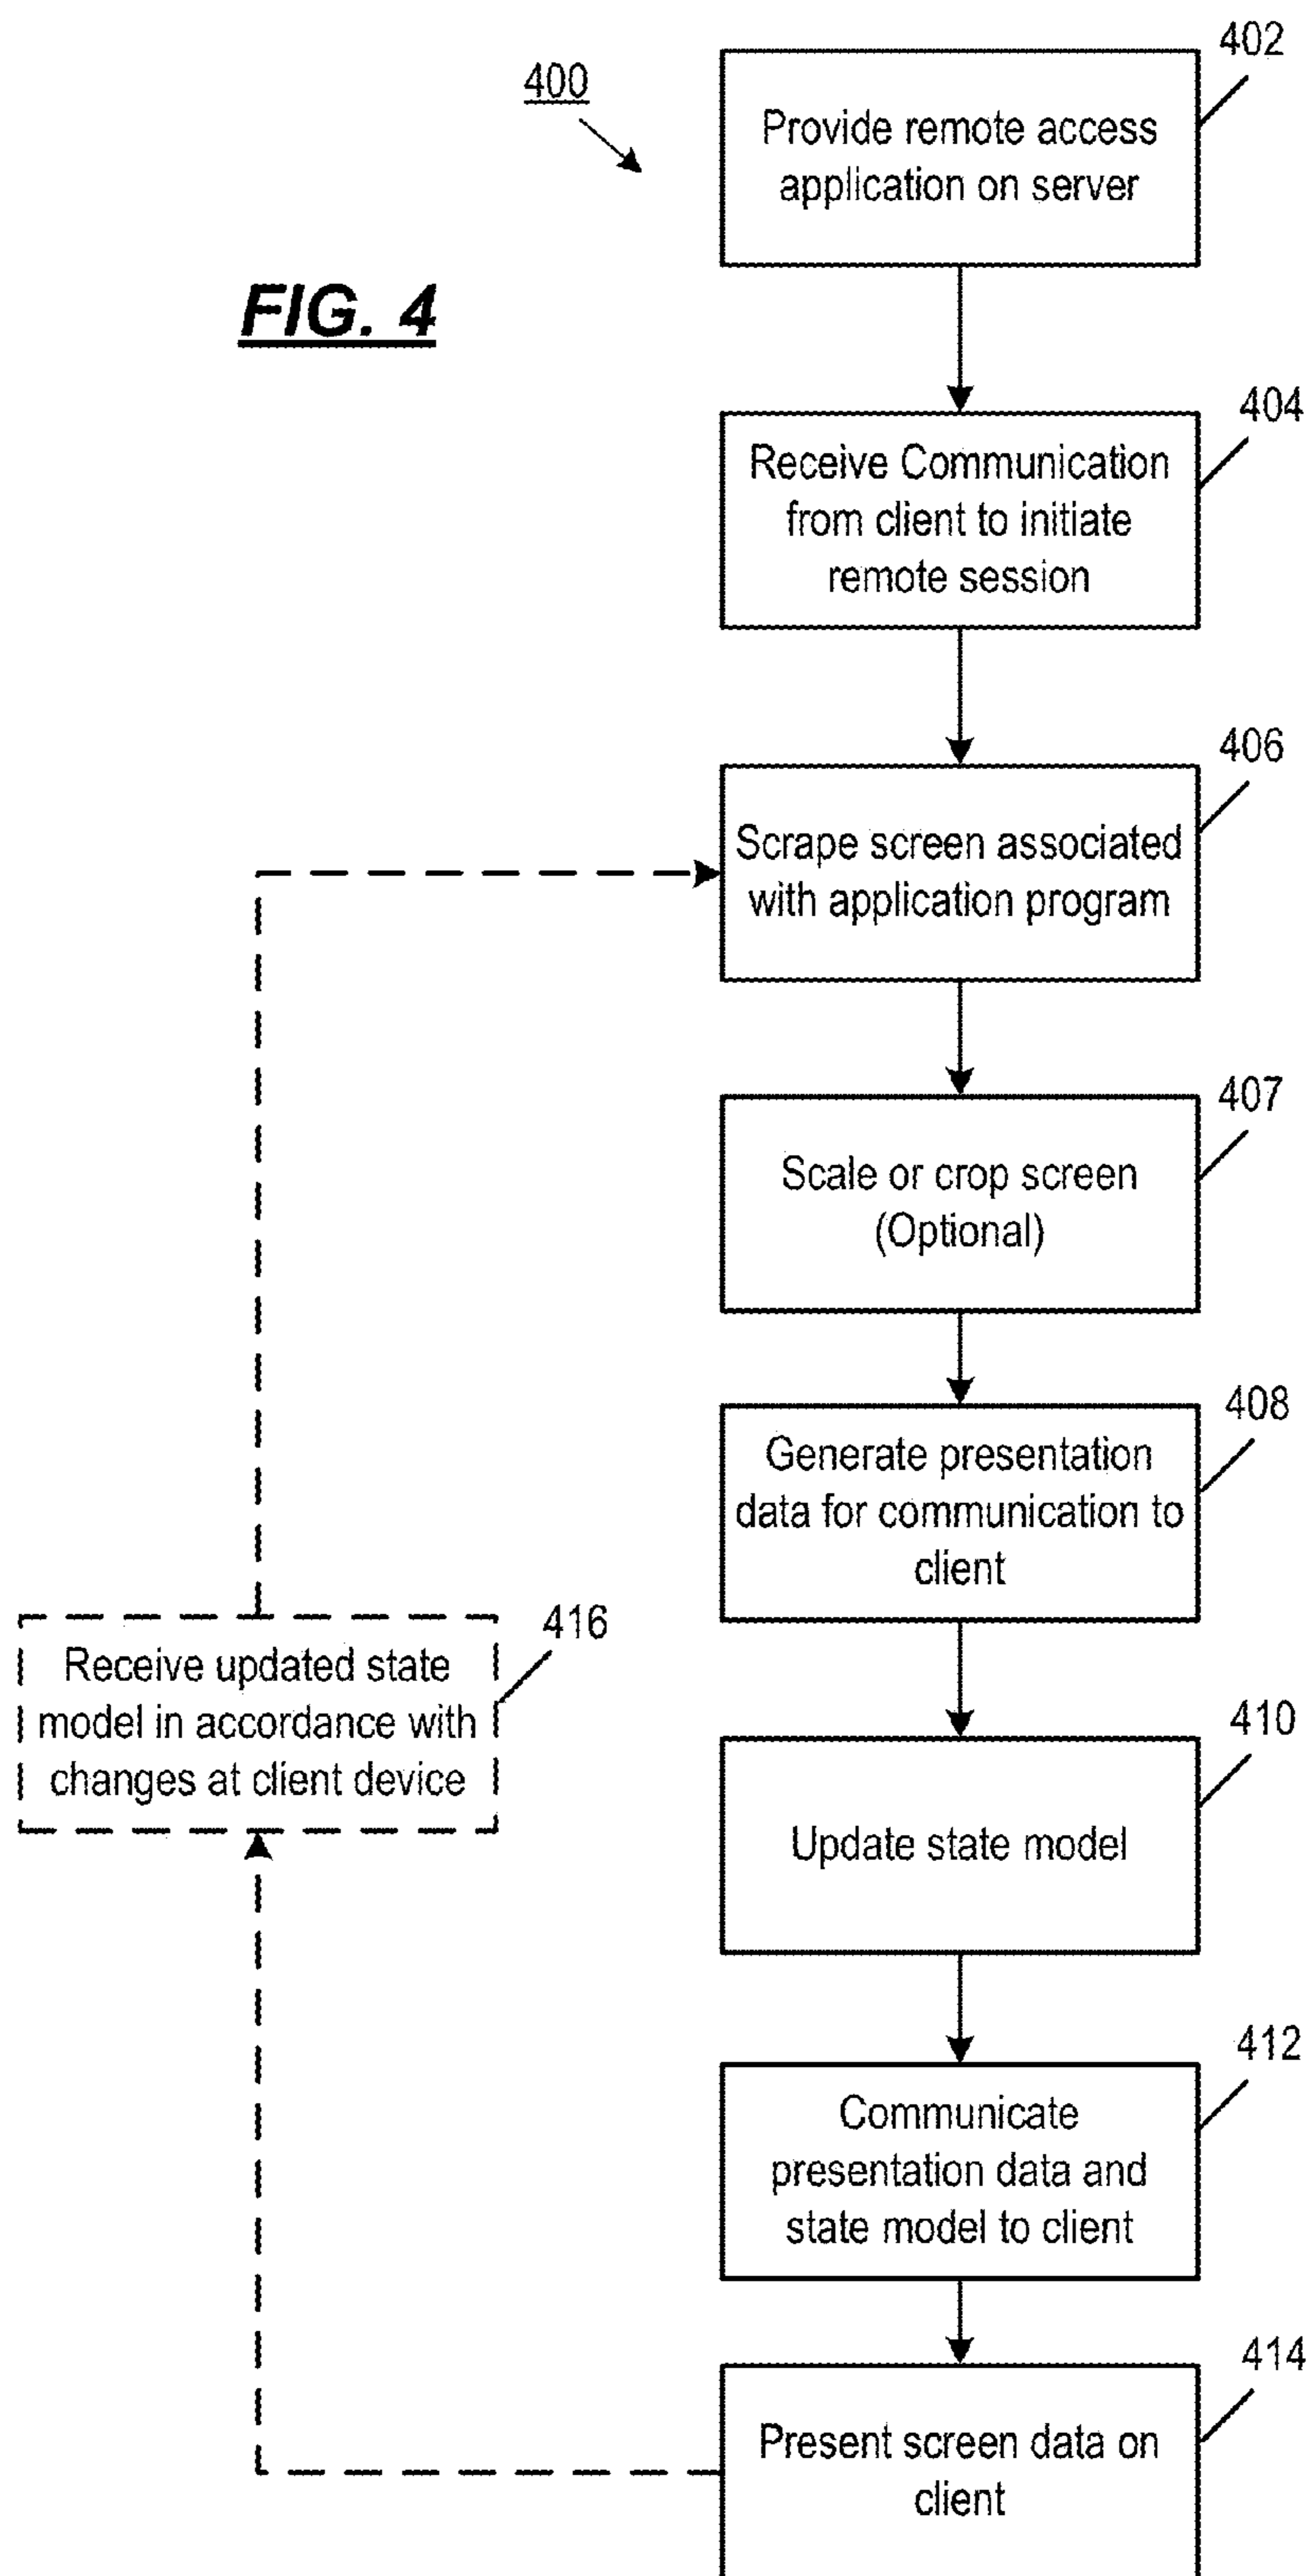 400
FIG. 4
402
Provide remote access
application on server
404
Receive Communication
from client to initiate
remote session
406
Scrape screen associated
with application program
407
Scale or crop screen
(Optional)
408
Generate presentation
data for communication to
client
416
Receive updated state
model in accordance with
changes at client device
410
Update state model
412
Communicate
presentation data and
state model to client
414
Present screen data on
client